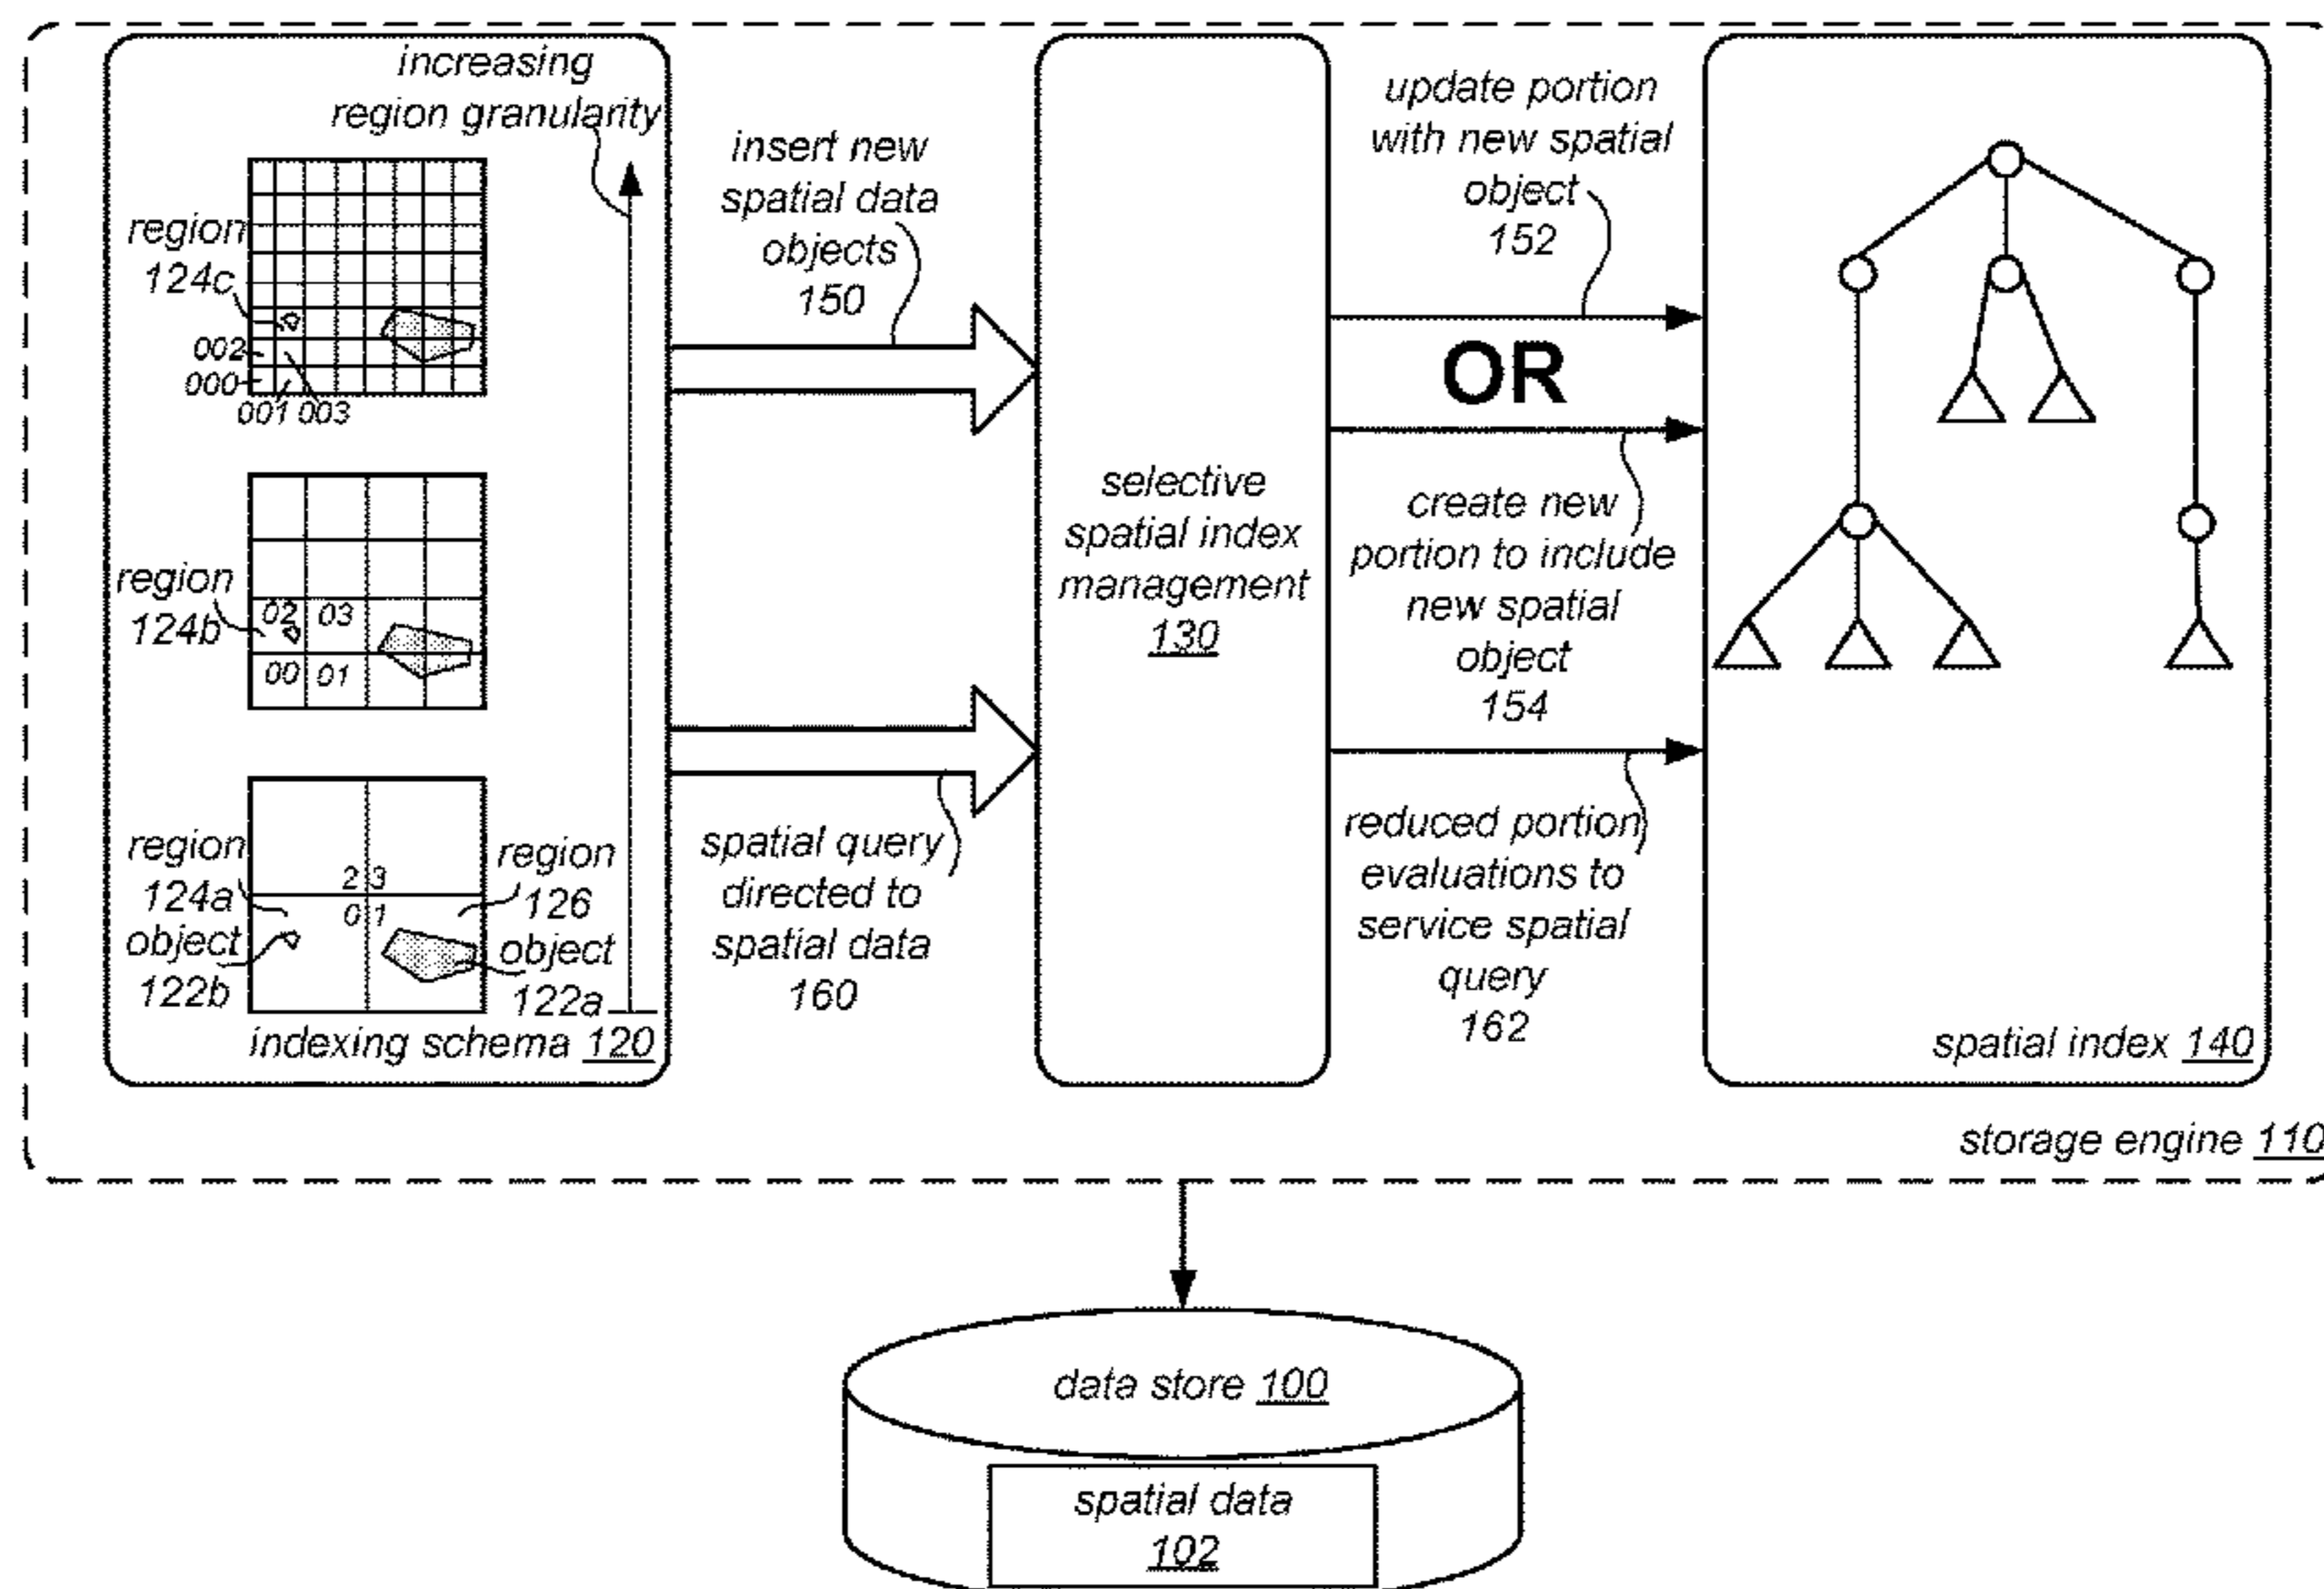 increasing
region granularity
region
124c
002
000
001 003
region
124b
02 03
00 01
region
124a
object
122b
2 3
0 1
region
126
object
122a
indexing schema 120
insert new
spatial data
objects
150
spatial query
directed to
spatial data
160
selective
spatial index
management
130
update portion
with new spatial
object
152
OR
create new
portion to include
new spatial
object
154
reduced portion
evaluations to
service spatial
query
162
spatial index 140
storage engine 110
data store 100
spatial data
102